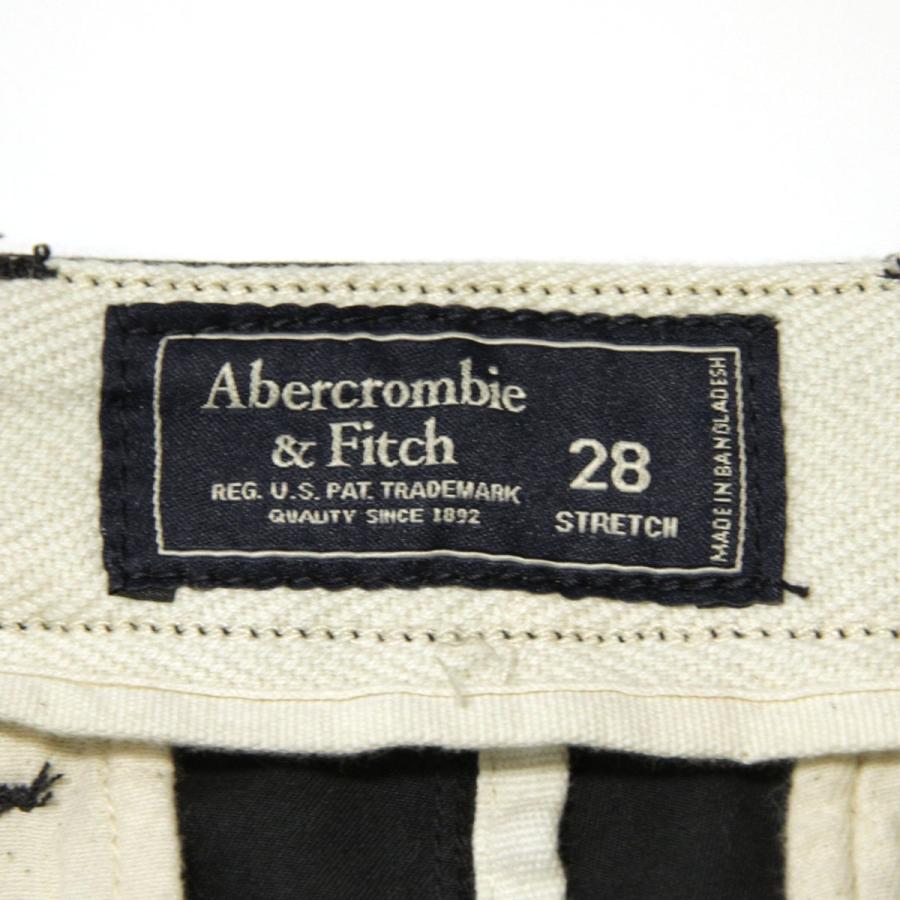 Abercrombie
& Fitch
REG. U.S. PAT. TRADEMARK
QUALITY SINCE 1892
28
STRETCH
MADE IN BANGLADESH